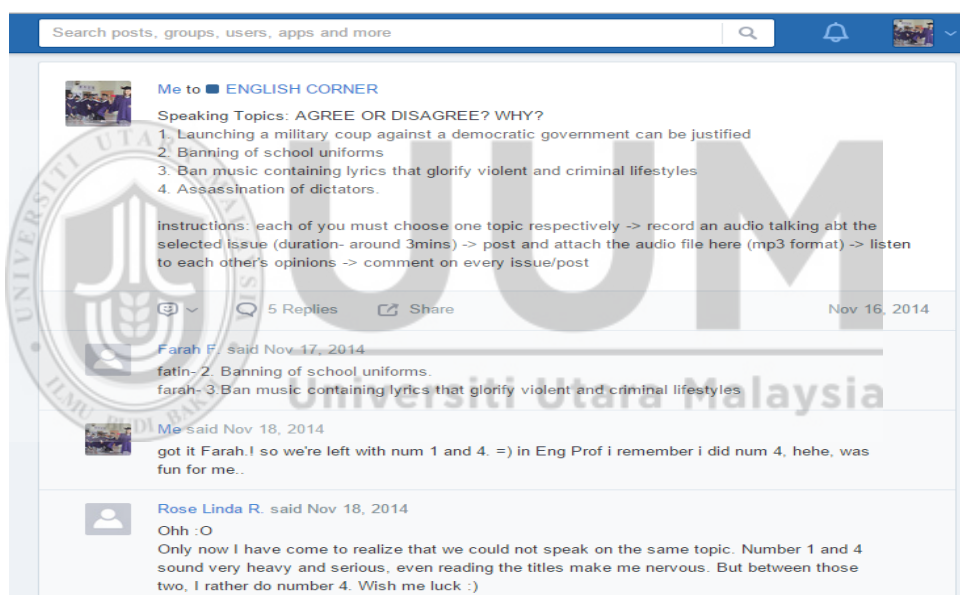 Search posts, groups, users, apps and more
Me to ENGLISH CORNER
Speaking Topics: AGREE OR DISAGREE? WHY?
1. Launching a military coup against a democratic government can be justified
2. Banning of school uniforms
3. Ban music containing lyrics that glorify violent and criminal lifestyles
4. Assassination of dictators.
instructions: each of you must choose one topic respectively -> record an audio talking abt the
selected issue (duration- around 3mins) -> post and attach the audio file here (mp3 format) -> listen
to each other's opinions -> comment on every issue/post
5 Replies Share Nov 16, 2014
Farah F. said Nov 17, 2014
fatin- 2. Banning of school uniforms.
farah- 3.Ban music containing lyrics that glorify violent and criminal lifestyles
Me said Nov 18, 2014
got it Farah.! so we're left with num 1 and 4. =) in Eng Prof i remember i did num 4, hehe, was
fun for me..
Rose Linda R. said Nov 18, 2014
Ohh :O
Only now I have come to realize that we could not speak on the same topic. Number 1 and 4
sound very heavy and serious, even reading the titles make me nervous. But between those
two, I rather do number 4. Wish me luck :)
UNIVERSITI UTARA MALAYSIA
ILMU BUDI BAKTI
UUM
Universiti Utara Malaysia